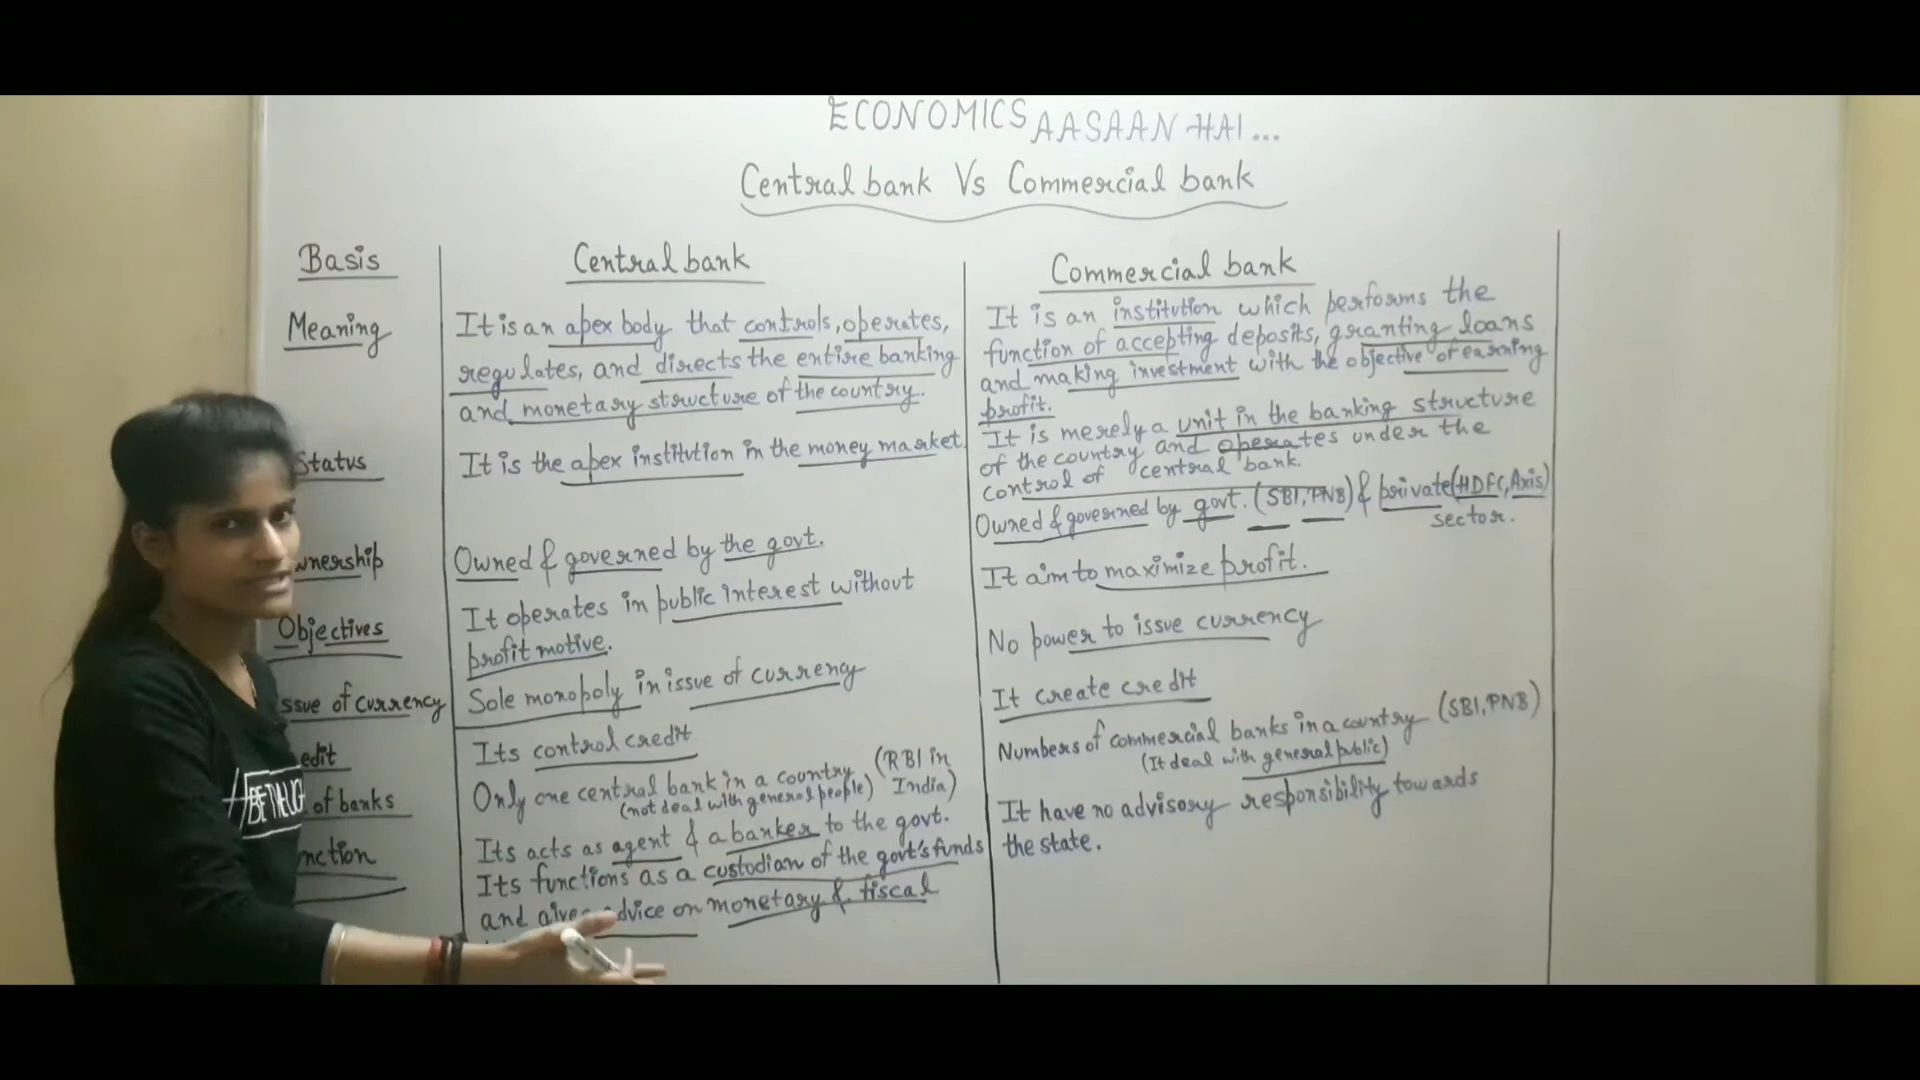 ECONOMICS AASAAN HAI...
Central bank Vs Commercial bank
Basis
Central bank
Commercial bank
Meaning
It is an apex body that controls, operates,
regulates, and directs the entire banking
and monetary structure of the country.
It is an institution which performs the
function of accepting deposits, granting loans
and making investment with the objective of earning
profit.
Status
It is the apex institution in the money market.
It is merely a unit in the banking structure
of the country and operates under the
control of central bank.
wnership
Owned & governed by the govt.
Owned & governed by govt. (SBI, PNB) & private (HDFC, Axis)
sector.
Objectives
It operates in public interest without
profit motive.
It aim to maximize profit.
ssue of currency
Sole monopoly in issue of currency
No power to issue currency
edit
Its control credit
It create credit
of banks
Only one central bank in a country (RBI in
India)
(not deal with general people)
Numbers of commercial banks in a country (SBI, PNB)
(It deal with general public)
nction
Its acts as agent & a banker to the govt.
Its functions as a custodian of the govt's funds
and gives advice on monetary & fiscal
It have no advisory responsibility towards
the state.